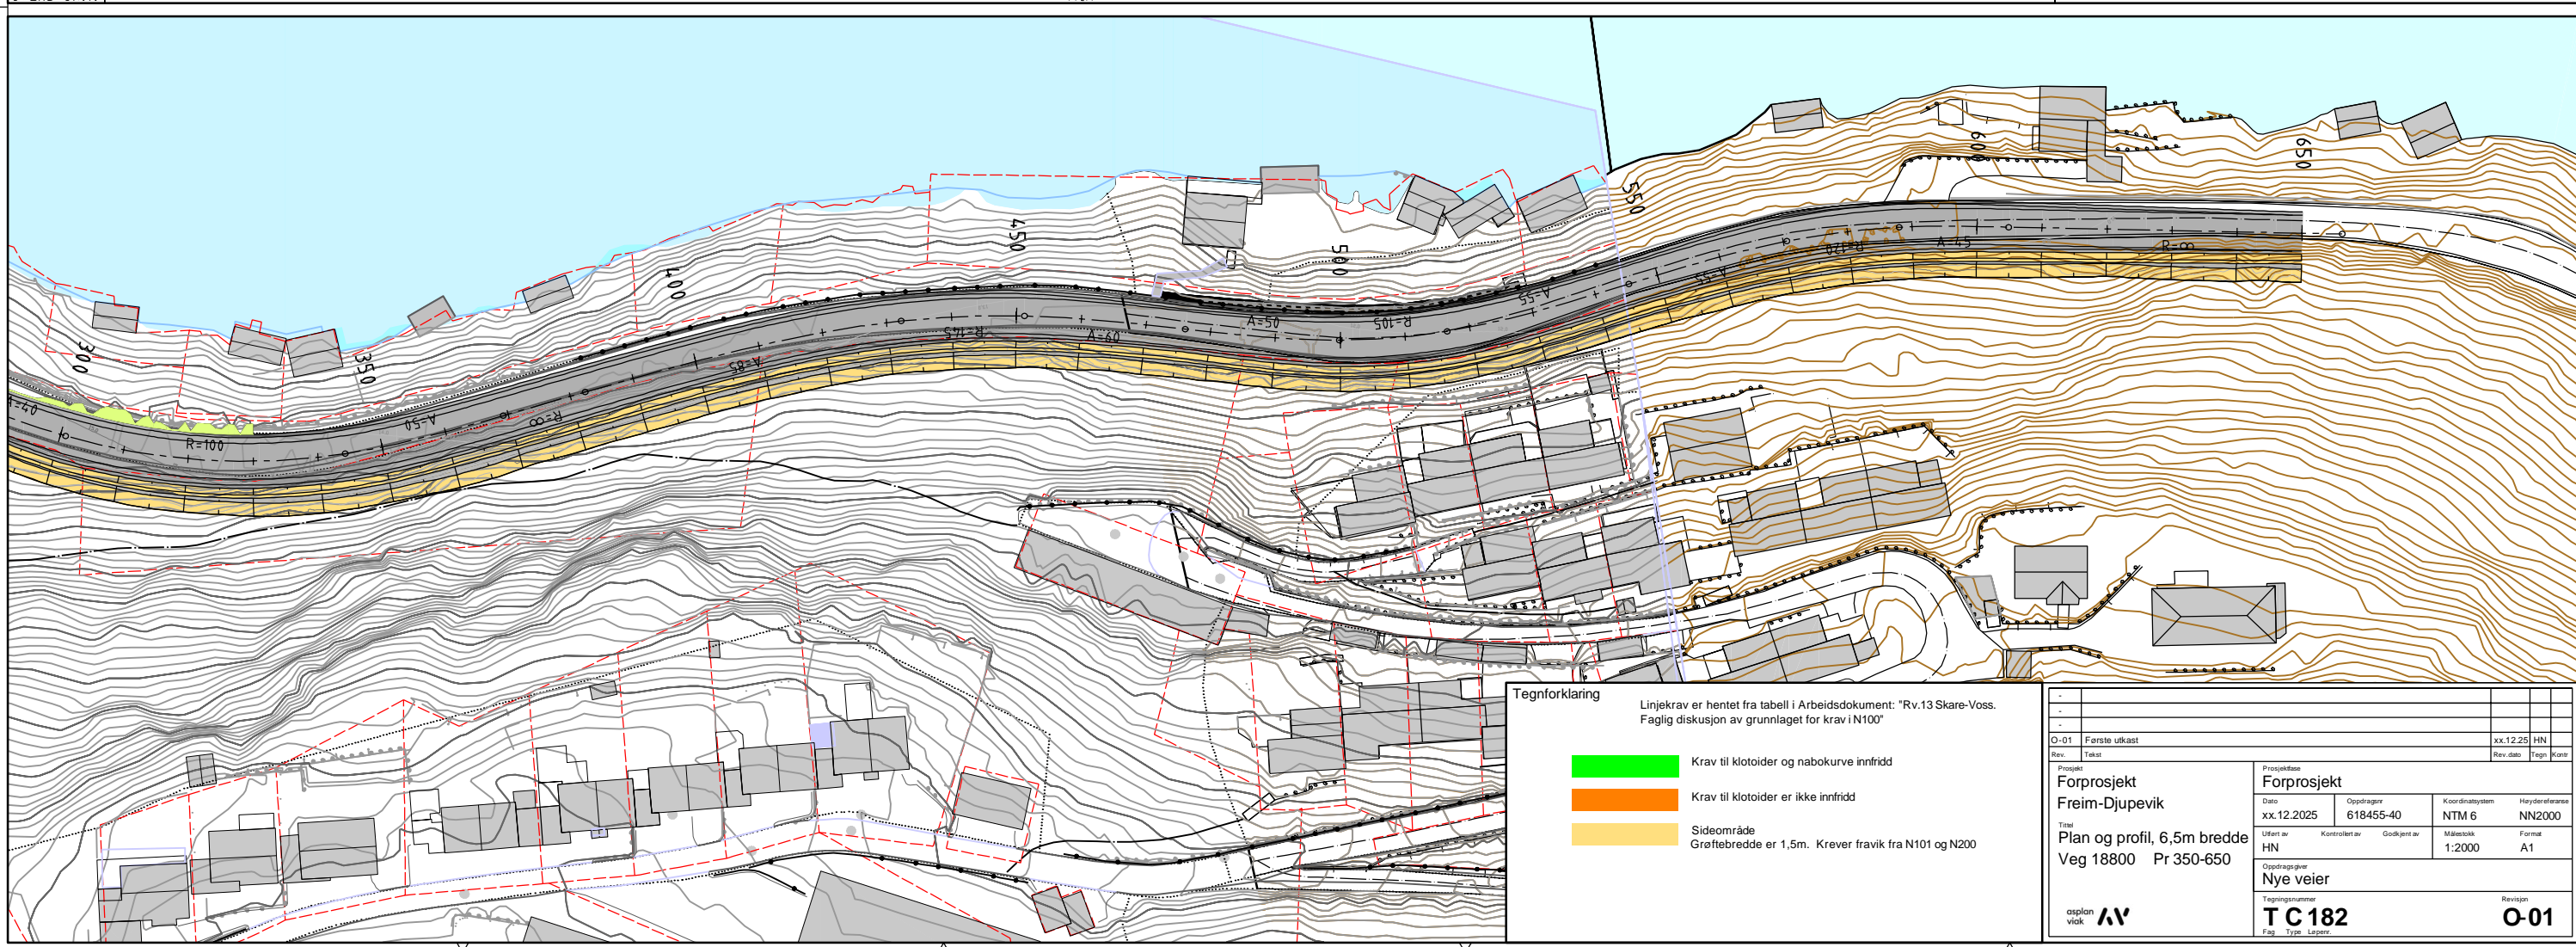 300
350
400
450
500
550
600
650
A=40
R=100
A=50
R=∞
A=85
R=145
A=60
A=50
R=105
A=55
A=55
R=120
A=45
R=∞
Tegnforklaring
Linjekrav er hentet fra tabell i Arbeidsdokument: "Rv.13 Skare-Voss.
Faglig diskusjon av grunnlaget for krav i N100"
Krav til klotoider og nabokurve innfridd
Krav til klotoider er ikke innfridd
Sideområde
Grøftebredde er 1,5m. Krever fravik fra N101 og N200
-
-
-
O-01 Første utkast xx.12.25 HN
Rev. Tekst Rev.dato Tegn Kontr
Prosjekt
Forprosjekt
Freim-Djupevik
Tittel
Plan og profil, 6,5m bredde
Veg 18800 Pr 350-650
asplan
viak
Prosjektfase
Forprosjekt
Dato Oppdragsnr Koordinatsystem Høydereferanse
xx.12.2025 618455-40 NTM 6 NN2000
Utført av Kontrollert av Godkjent av Målestokk Format
HN 1:2000 A1
Oppdragsgiver
Nye veier
Tegningsnummer Revisjon
T C 182 O-01
Fag Type Løpenr.